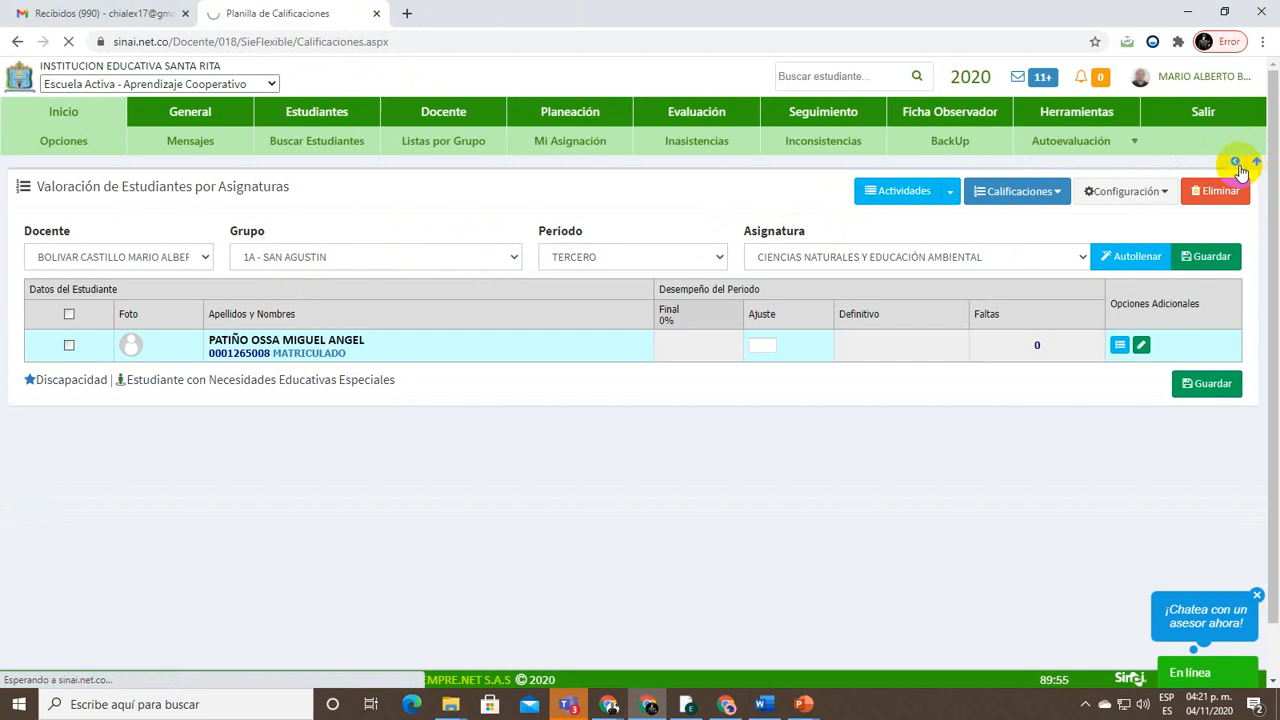 Recibidos (990) - chialex17@gma
Planilla de Calificaciones
sinai.net.co/Docente/018/SieFlexible/Calificaciones.aspx
Error
INSTITUCION EDUCATIVA SANTA RITA
Escuela Activa - Aprendizaje Cooperativo
Buscar estudiante...
2020
11+
0
MARIO ALBERTO B...
Inicio
General
Estudiantes
Docente
Planeación
Evaluación
Seguimiento
Ficha Observador
Herramientas
Salir
Opciones
Mensajes
Buscar Estudiantes
Listas por Grupo
Mi Asignación
Inasistencias
Inconsistencias
BackUp
Autoevaluación
Valoración de Estudiantes por Asignaturas
Actividades
Calificaciones
Configuración
Eliminar
Docente
Grupo
Periodo
Asignatura
BOLIVAR CASTILLO MARIO ALBER
1A - SAN AGUSTIN
TERCERO
CIENCIAS NATURALES Y EDUCACIÓN AMBIENTAL
Autollenar
Guardar
Datos del Estudiante
Desempeño del Periodo
Opciones Adicionales
Foto
Apellidos y Nombres
Final
0%
Ajuste
Definitivo
Faltas
PATIÑO OSSA MIGUEL ANGEL
0001265008 MATRICULADO
0
Discapacidad | Estudiante con Necesidades Educativas Especiales
Guardar
¡Chatea con un
asesor ahora!
En línea
Esperando a sinai.net.co...
EMPRE.NET S.A.S © 2020
89:55
Escribe aquí para buscar
ESP
ES
04:21 p. m.
04/11/2020
2